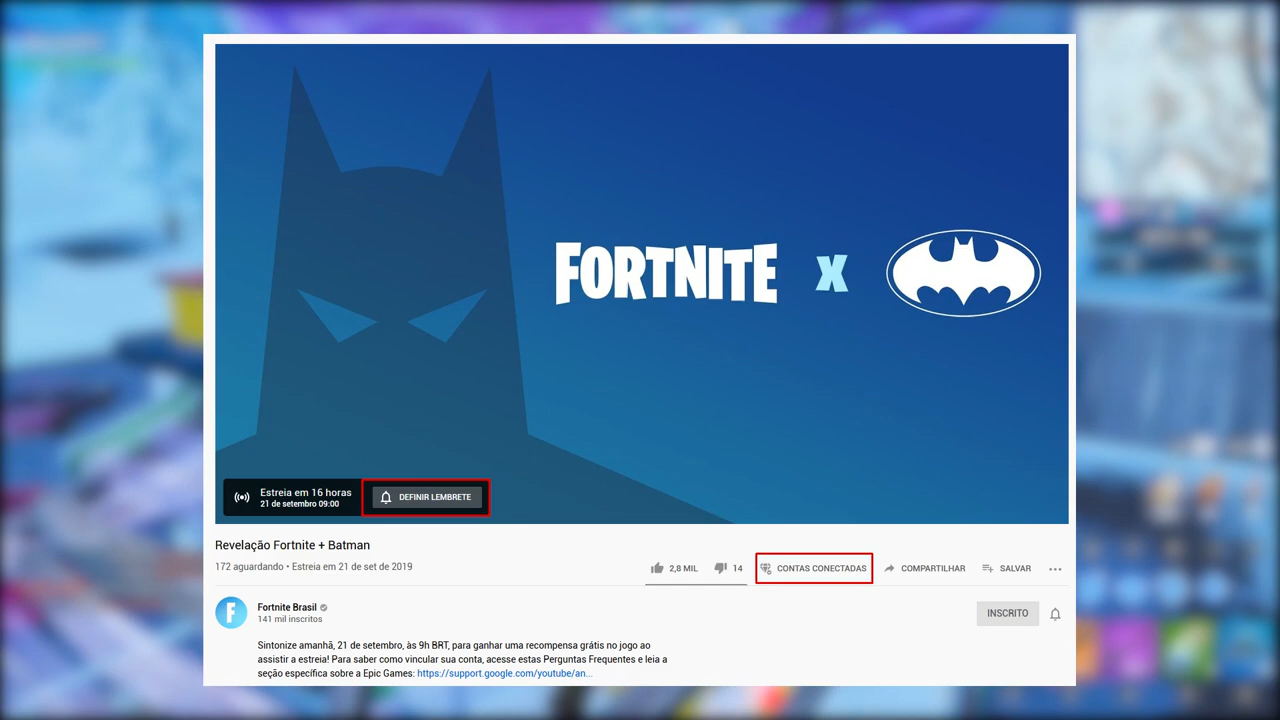 FORTNITE X
Estreia em 16 horas
21 de setembro 09:00
DEFINIR LEMBRETE
Revelação Fortnite + Batman
172 aguardando • Estreia em 21 de set de 2019
2,8 MIL
14
CONTAS CONECTADAS
COMPARTILHAR
SALVAR
Fortnite Brasil
141 mil inscritos
INSCRITO
Sintonize amanhã, 21 de setembro, às 9h BRT, para ganhar uma recompensa grátis no jogo ao
assistir a estreia! Para saber como vincular sua conta, acesse estas Perguntas Frequentes e leia a
seção específica sobre a Epic Games: https://support.google.com/youtube/an...